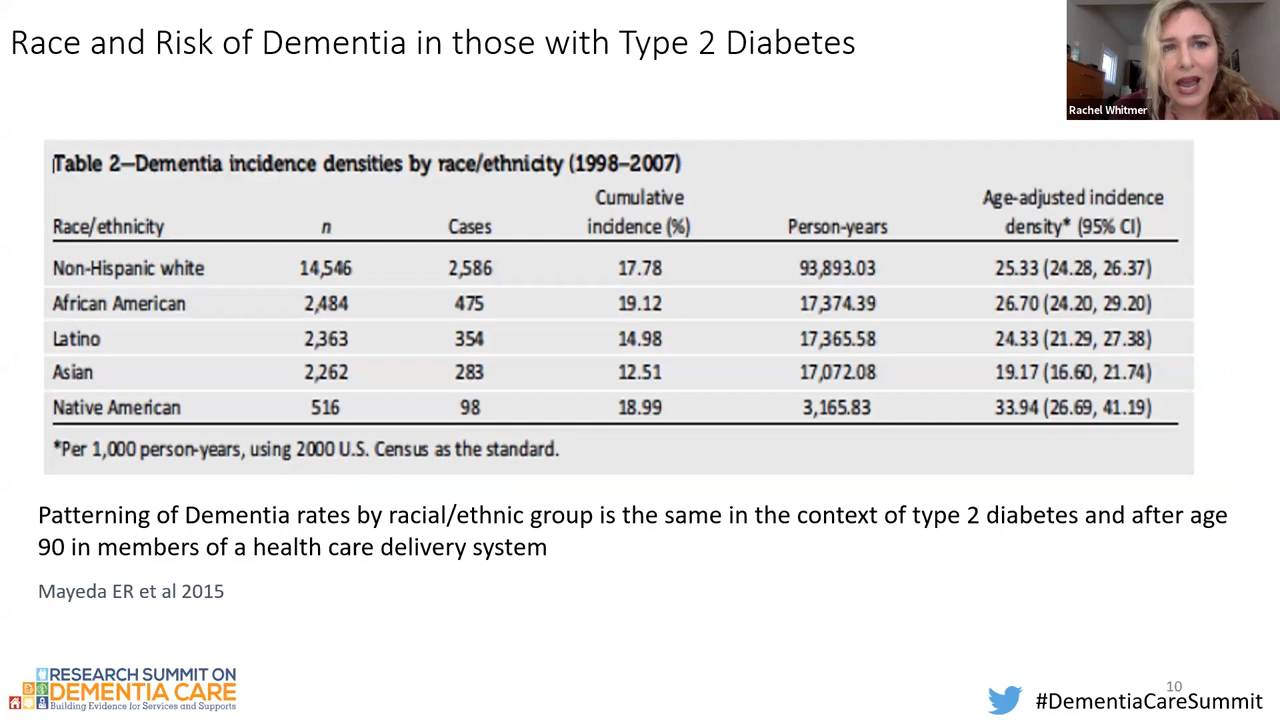 Race and Risk of Dementia in those with Type 2 Diabetes
Rachel Whitmer
Table 2—Dementia incidence densities by race/ethnicity (1998–2007)
Race/ethnicity n Cases Cumulative incidence (%) Person-years Age-adjusted incidence density* (95% CI)
Non-Hispanic white 14,546 2,586 17.78 93,893.03 25.33 (24.28, 26.37)
African American 2,484 475 19.12 17,374.39 26.70 (24.20, 29.20)
Latino 2,363 354 14.98 17,365.58 24.33 (21.29, 27.38)
Asian 2,262 283 12.51 17,072.08 19.17 (16.60, 21.74)
Native American 516 98 18.99 3,165.83 33.94 (26.69, 41.19)
*Per 1,000 person-years, using 2000 U.S. Census as the standard.
Patterning of Dementia rates by racial/ethnic group is the same in the context of type 2 diabetes and after age
90 in members of a health care delivery system
Mayeda ER et al 2015
RESEARCH SUMMIT ON
DEMENTIA CARE
Building Evidence for Services and Supports
10
#DementiaCareSummit